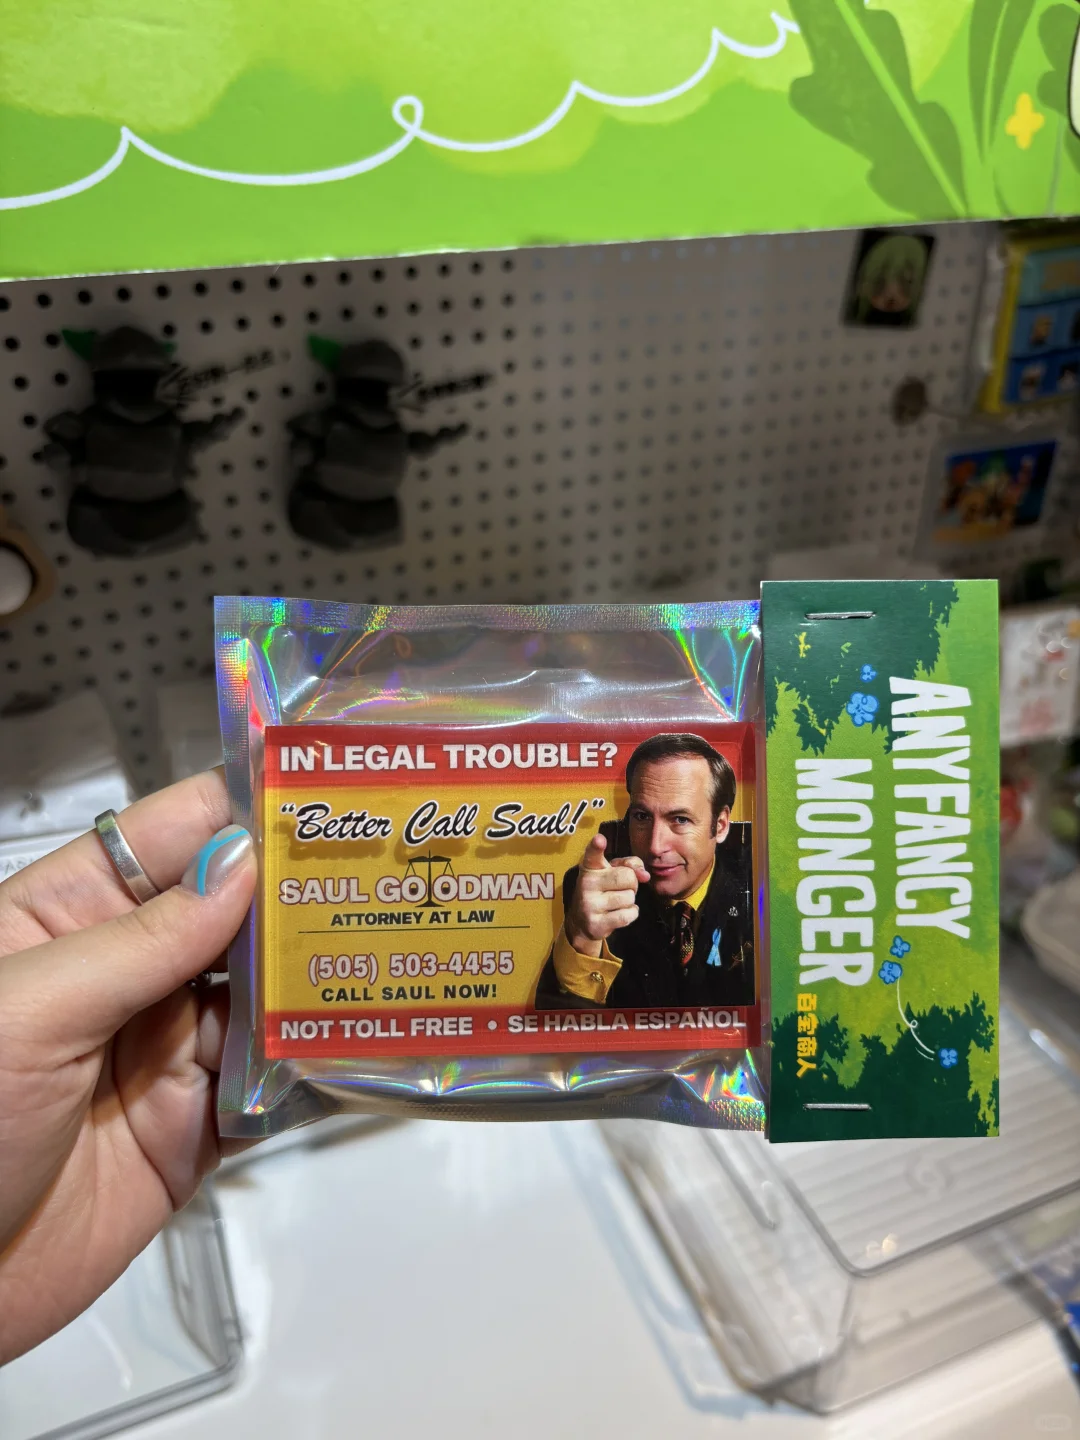 IN LEGAL TROUBLE?
“Better Call Saul!”
SAUL GOODMAN
ATTORNEY AT LAW
(505) 503-4455
CALL SAUL NOW!
NOT TOLL FREE • SE HABLA ESPAÑOL
ANYFANCY
MONGER
百宝商人